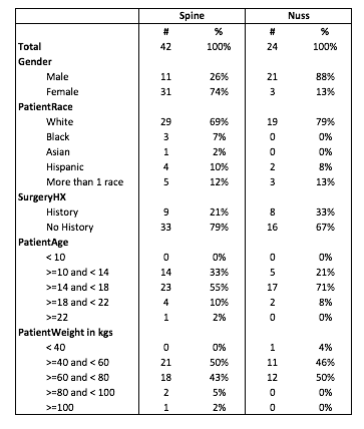 Spine Nuss
# % # %
Total 42 100% 24 100%
Gender
Male 11 26% 21 88%
Female 31 74% 3 13%
PatientRace
White 29 69% 19 79%
Black 3 7% 0 0%
Asian 1 2% 0 0%
Hispanic 4 10% 2 8%
More than 1 race 5 12% 3 13%
SurgeryHX
History 9 21% 8 33%
No History 33 79% 16 67%
PatientAge
< 10 0 0% 0 0%
>=10 and < 14 14 33% 5 21%
>=14 and < 18 23 55% 17 71%
>=18 and < 22 4 10% 2 8%
>=22 1 2% 0 0%
PatientWeight in kgs
< 40 0 0% 1 4%
>=40 and < 60 21 50% 11 46%
>=60 and < 80 18 43% 12 50%
>=80 and < 100 2 5% 0 0%
>=100 1 2% 0 0%